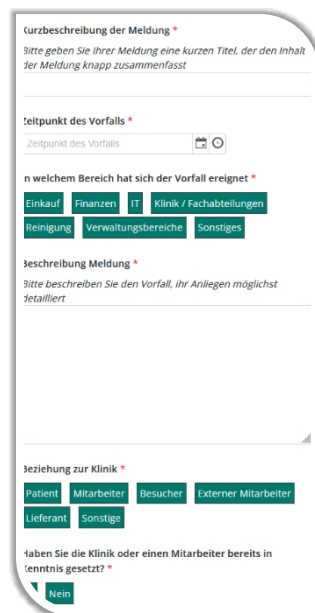 Kurzbeschreibung der Meldung *
Bitte geben Sie Ihrer Meldung eine kurzen Titel, der den Inhalt
der Meldung knapp zusammenfasst
Zeitpunkt des Vorfalls *
Zeitpunkt des Vorfalls
In welchem Bereich hat sich der Vorfall ereignet *
Einkauf Finanzen IT Klinik / Fachabteilungen
Reinigung Verwaltungsbereiche Sonstiges
Beschreibung Meldung *
Bitte beschreiben Sie den Vorfall, ihr Anliegen möglichst
detailliert
Beziehung zur Klinik *
Patient Mitarbeiter Besucher Externer Mitarbeiter
Lieferant Sonstige
Haben Sie die Klinik oder einen Mitarbeiter bereits in
Kenntnis gesetzt? *
Nein